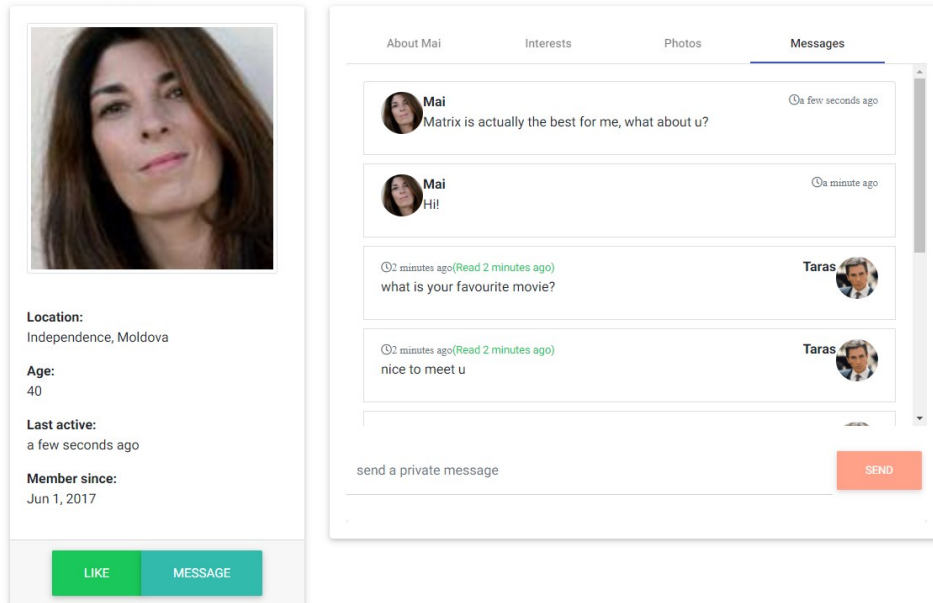 Location:
Independence, Moldova
Age:
40
Last active:
a few seconds ago
Member since:
Jun 1, 2017
LIKE MESSAGE
About Mai Interests Photos Messages
Mai a few seconds ago
Matrix is actually the best for me, what about u?
Mai a minute ago
Hi!
2 minutes ago(Read 2 minutes ago) Taras
what is your favourite movie?
2 minutes ago(Read 2 minutes ago) Taras
nice to meet u
send a private message SEND